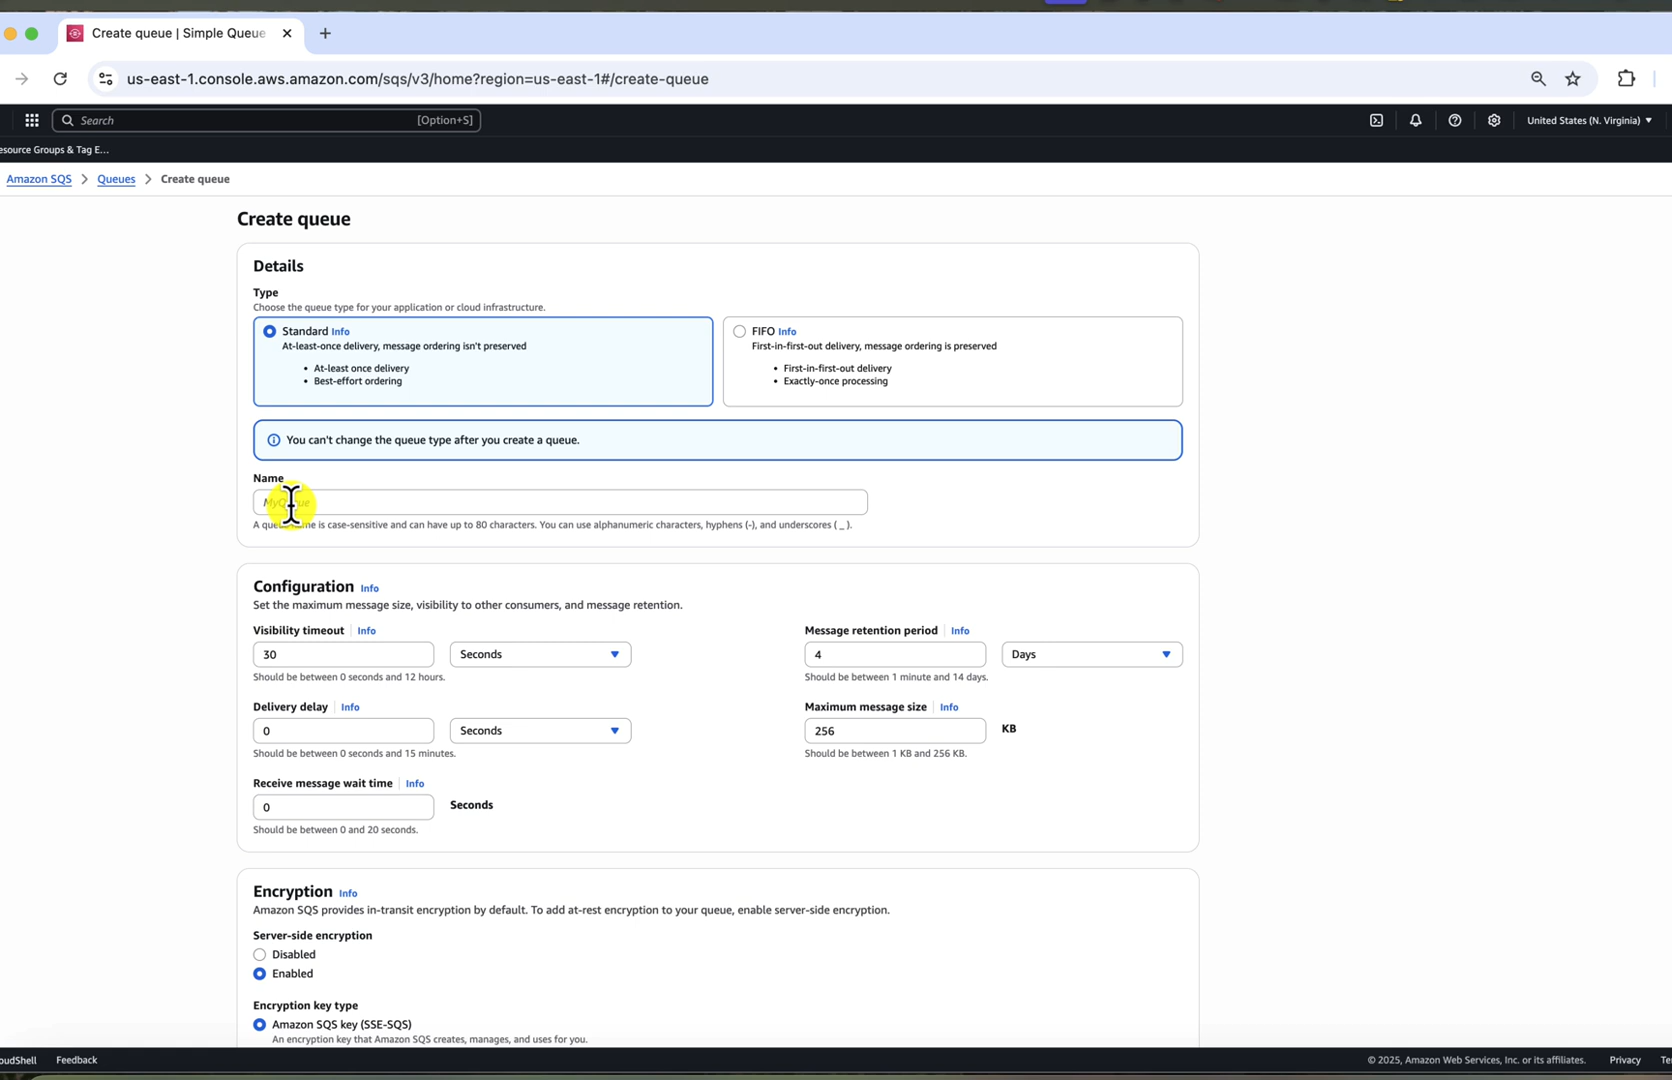 Create queue | Simple Queue
us-east-1.console.aws.amazon.com/sqs/v3/home?region=us-east-1#/create-queue
Search [Option+S] United States (N. Virginia)
esource Groups & Tag E...
Amazon SQS > Queues > Create queue
Create queue
Details
Type
Choose the queue type for your application or cloud infrastructure.
Standard Info
At-least-once delivery, message ordering isn't preserved
• At-least once delivery
• Best-effort ordering
FIFO Info
First-in-first-out delivery, message ordering is preserved
• First-in-first-out delivery
• Exactly-once processing
You can't change the queue type after you create a queue.
Name
A queue name is case-sensitive and can have up to 80 characters. You can use alphanumeric characters, hyphens (-), and underscores ( _ ).
Configuration Info
Set the maximum message size, visibility to other consumers, and message retention.
Visibility timeout Info
30 Seconds
Should be between 0 seconds and 12 hours.
Message retention period Info
4 Days
Should be between 1 minute and 14 days.
Delivery delay Info
0 Seconds
Should be between 0 seconds and 15 minutes.
Maximum message size Info
256 KB
Should be between 1 KB and 256 KB.
Receive message wait time Info
0 Seconds
Should be between 0 and 20 seconds.
Encryption Info
Amazon SQS provides in-transit encryption by default. To add at-rest encryption to your queue, enable server-side encryption.
Server-side encryption
Disabled
Enabled
Encryption key type
Amazon SQS key (SSE-SQS)
An encryption key that Amazon SQS creates, manages, and uses for you.
oudShell Feedback © 2025, Amazon Web Services, Inc. or its affiliates. Privacy Te